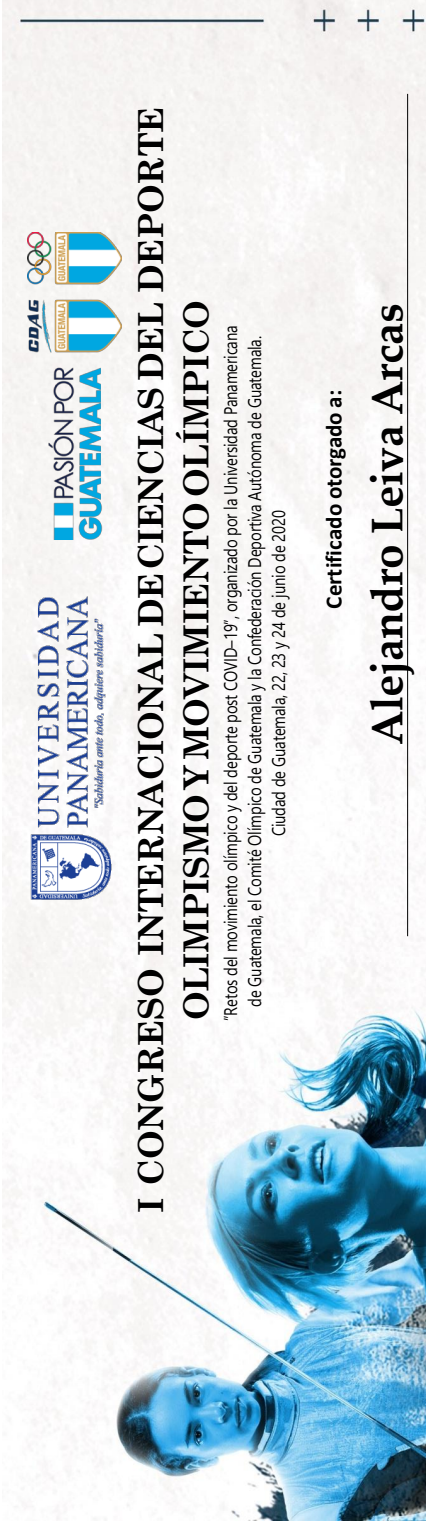 UNIVERSIDAD
PANAMERICANA
"Sabiduría ante todo, adquiere sabiduría"
PASIÓN POR
GUATEMALA
CDAG
GUATEMALA
GUATEMALA
I CONGRESO INTERNACIONAL DE CIENCIAS DEL DEPORTE
OLIMPISMO Y MOVIMIENTO OLÍMPICO
"Retos del movimiento olímpico y del deporte post COVID–19", organizado por la Universidad Panamericana
de Guatemala, el Comité Olímpico de Guatemala y la Confederación Deportiva Autónoma de Guatemala.
Ciudad de Guatemala, 22, 23 y 24 de junio de 2020
Certificado otorgado a:
Alejandro Leiva Arcas